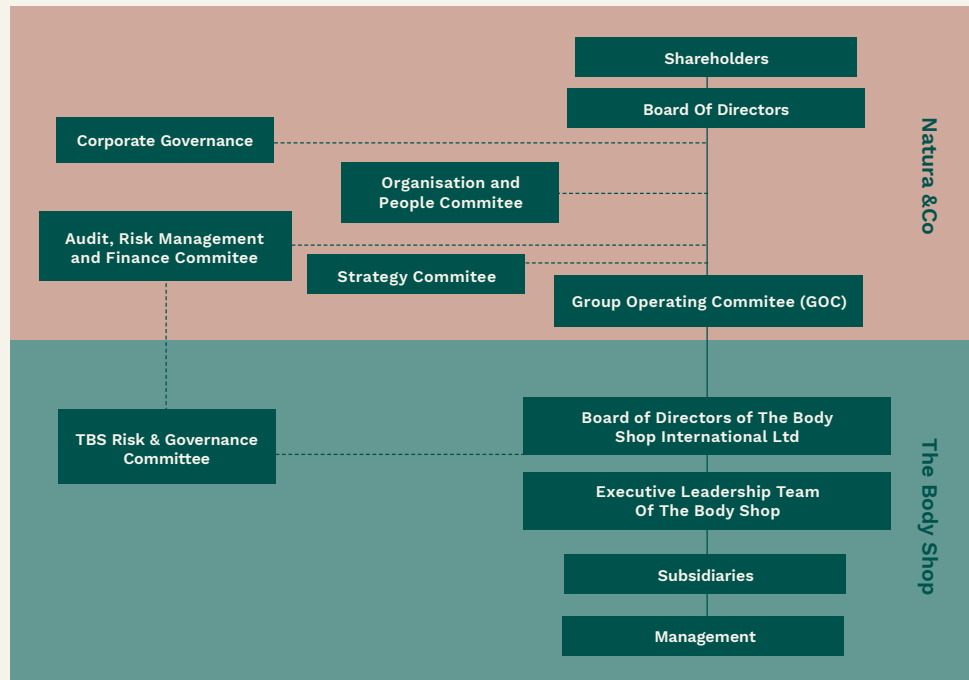 Shareholders
Board Of Directors
Corporate Governance
Organisation and
People Commitee
Audit, Risk Management
and Finance Commitee
Strategy Commitee
Group Operating Commitee (GOC)
Natura &Co
Board of Directors of The Body
Shop International Ltd
TBS Risk & Governance
Committee
Executive Leadership Team
Of The Body Shop
Subsidiaries
Management
The Body Shop